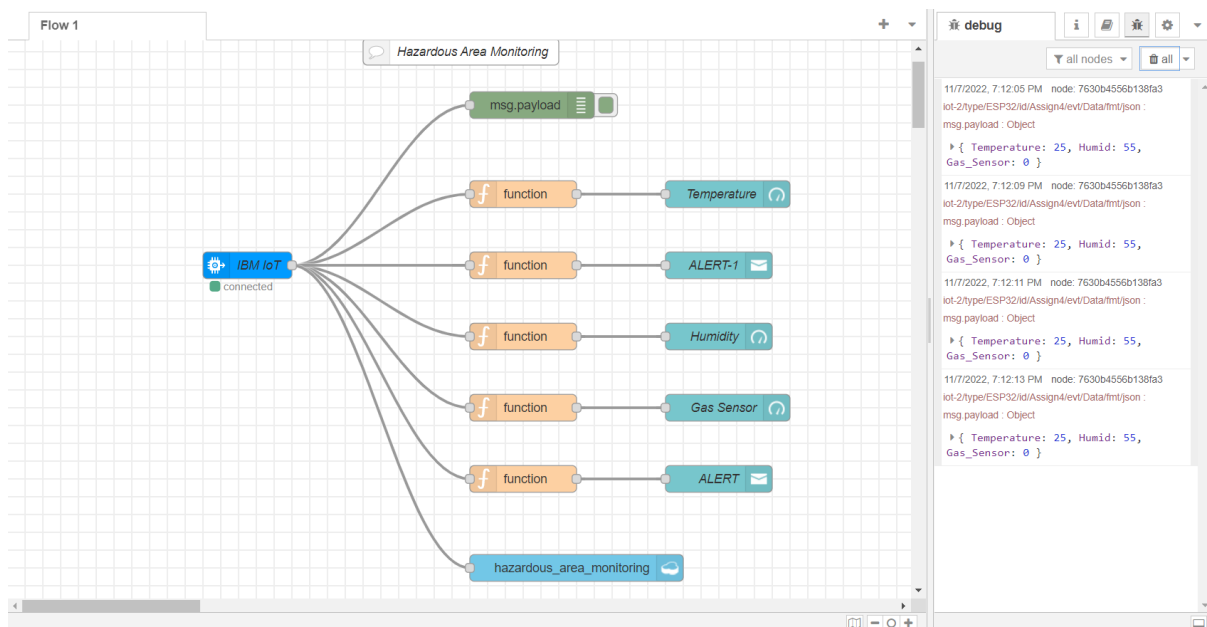 Flow 1
Hazardous Area Monitoring
msg.payload
function
Temperature
IBM IoT
connected
function
ALERT-1
function
Humidity
function
Gas Sensor
function
ALERT
hazardous_area_monitoring
debug
all nodes
all
11/7/2022, 7:12:05 PM node: 7630b4556b138fa3
iot-2/type/ESP32/id/Assign4/evt/Data/fmt/json :
msg.payload : Object
{ Temperature: 25, Humid: 55,
Gas_Sensor: 0 }
11/7/2022, 7:12:09 PM node: 7630b4556b138fa3
iot-2/type/ESP32/id/Assign4/evt/Data/fmt/json :
msg.payload : Object
{ Temperature: 25, Humid: 55,
Gas_Sensor: 0 }
11/7/2022, 7:12:11 PM node: 7630b4556b138fa3
iot-2/type/ESP32/id/Assign4/evt/Data/fmt/json :
msg.payload : Object
{ Temperature: 25, Humid: 55,
Gas_Sensor: 0 }
11/7/2022, 7:12:13 PM node: 7630b4556b138fa3
iot-2/type/ESP32/id/Assign4/evt/Data/fmt/json :
msg.payload : Object
{ Temperature: 25, Humid: 55,
Gas_Sensor: 0 }